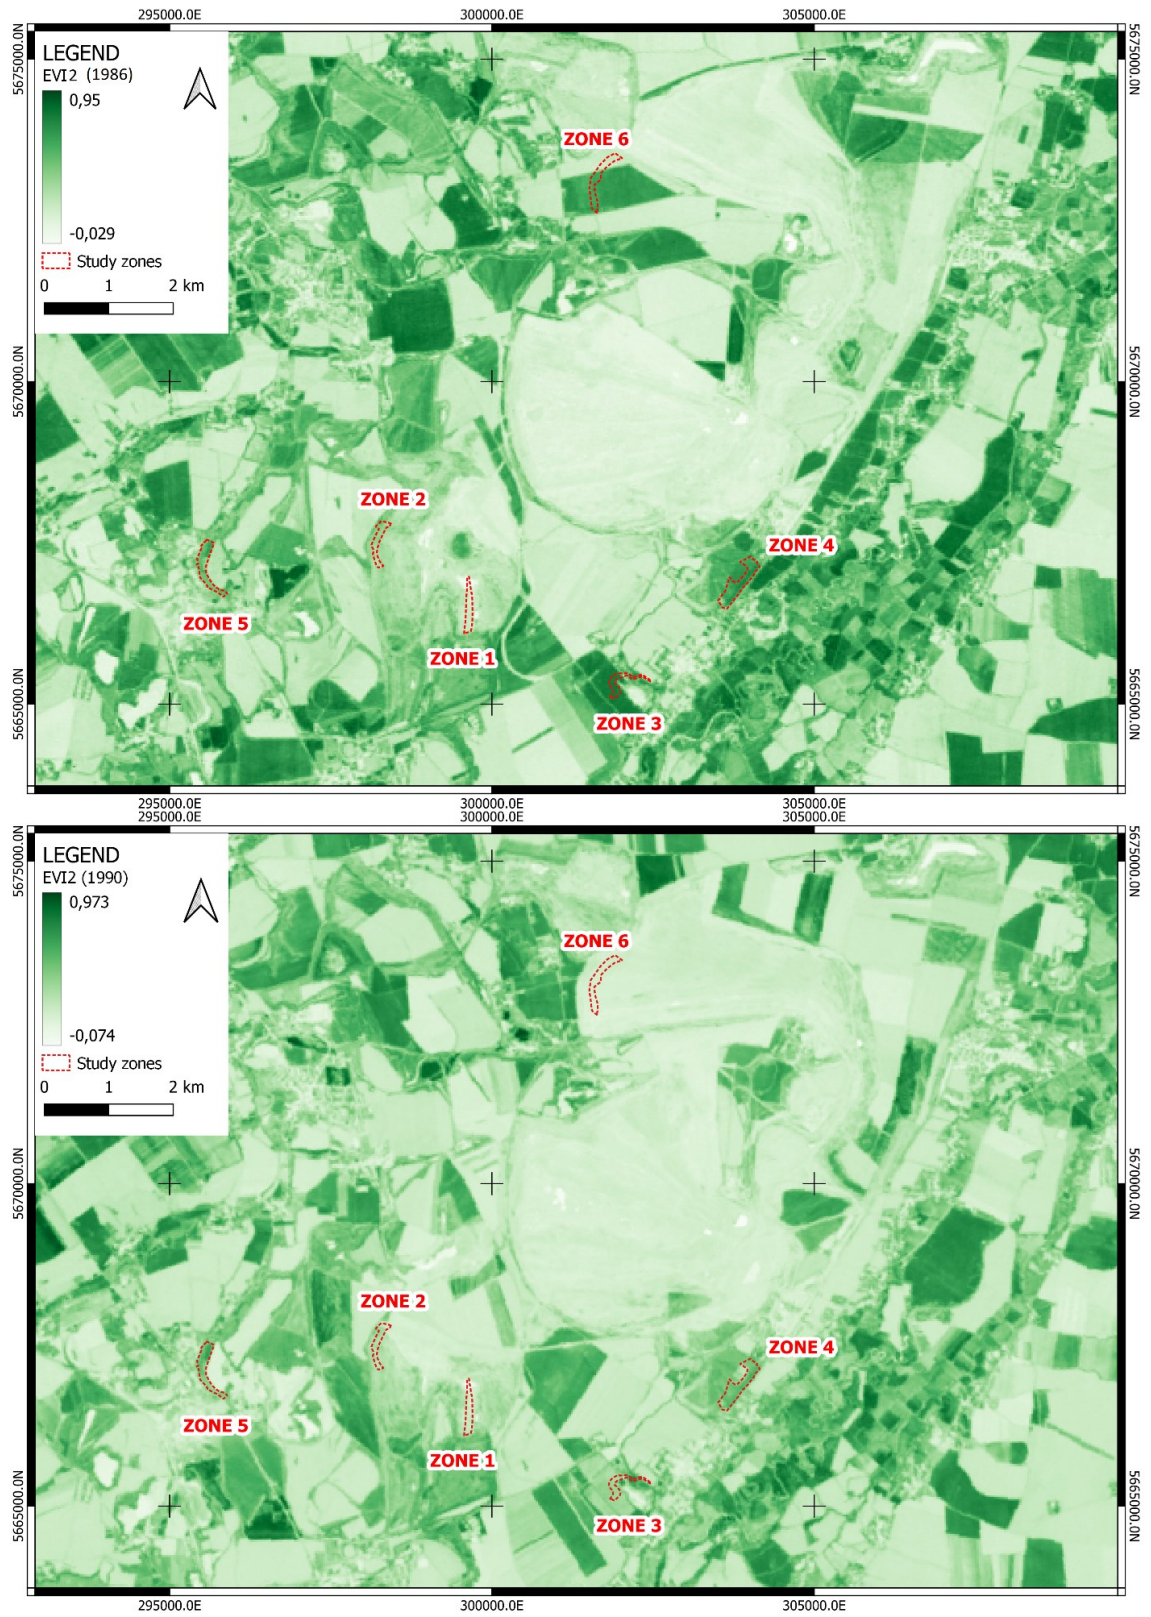 295000.0E 300000.0E 305000.0E
LEGEND
EVI2 (1986)
0,95
-0,029
Study zones
0 1 2 km
5675000.0N 5675000.0N
ZONE 6
5670000.0N 5670000.0N
ZONE 2
ZONE 4
ZONE 5
ZONE 1
5665000.0N 5665000.0N
ZONE 3
295000.0E 300000.0E 305000.0E
295000.0E 300000.0E 305000.0E
LEGEND
EVI2 (1990)
0,973
-0,074
Study zones
0 1 2 km
5675000.0N 5675000.0N
ZONE 6
5670000.0N 5670000.0N
ZONE 2
ZONE 4
ZONE 5
ZONE 1
5665000.0N 5665000.0N
ZONE 3
295000.0E 300000.0E 305000.0E